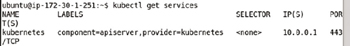 ubuntu@ip-172-30-1-251:~$ kubectl get services
NAME LABELS SELECTOR IP(S) POR
T(S)
kubernetes component=apiserver,provider=kubernetes <none> 10.0.0.1 443
/TCP